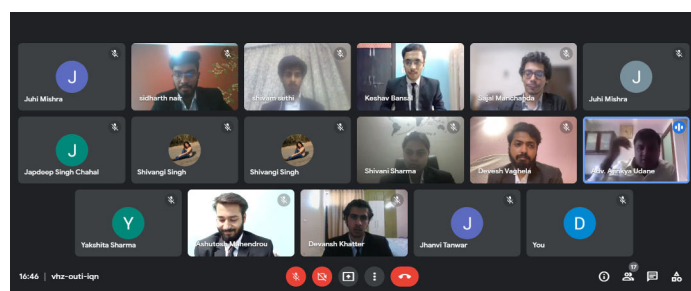 J
Juhi Mishra
sidharth nair
shivam sethi
Keshav Bansal
Sajal Manchanda
J
Juhi Mishra
J
Japdeep Singh Chahal
Shivangi Singh
Shivangi Singh
Shivani Sharma
Devesh Vaghela
Adv. Udane
Y
Yakshita Sharma
Ashutosh Mahendrou
Devansh Khatter
J
Jhanvi Tanwar
D
You
16:46 | vhz-outi-iqn
17